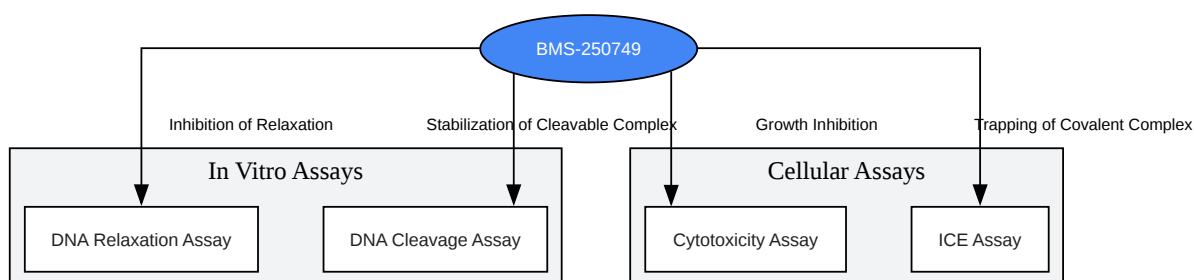 BMS-250749
Inhibition of Relaxation
Stabilization of Cleavable Complex
Growth Inhibition
Trapping of Covalent Complex
In Vitro Assays
Cellular Assays
DNA Relaxation Assay
DNA Cleavage Assay
Cytotoxicity Assay
ICE Assay